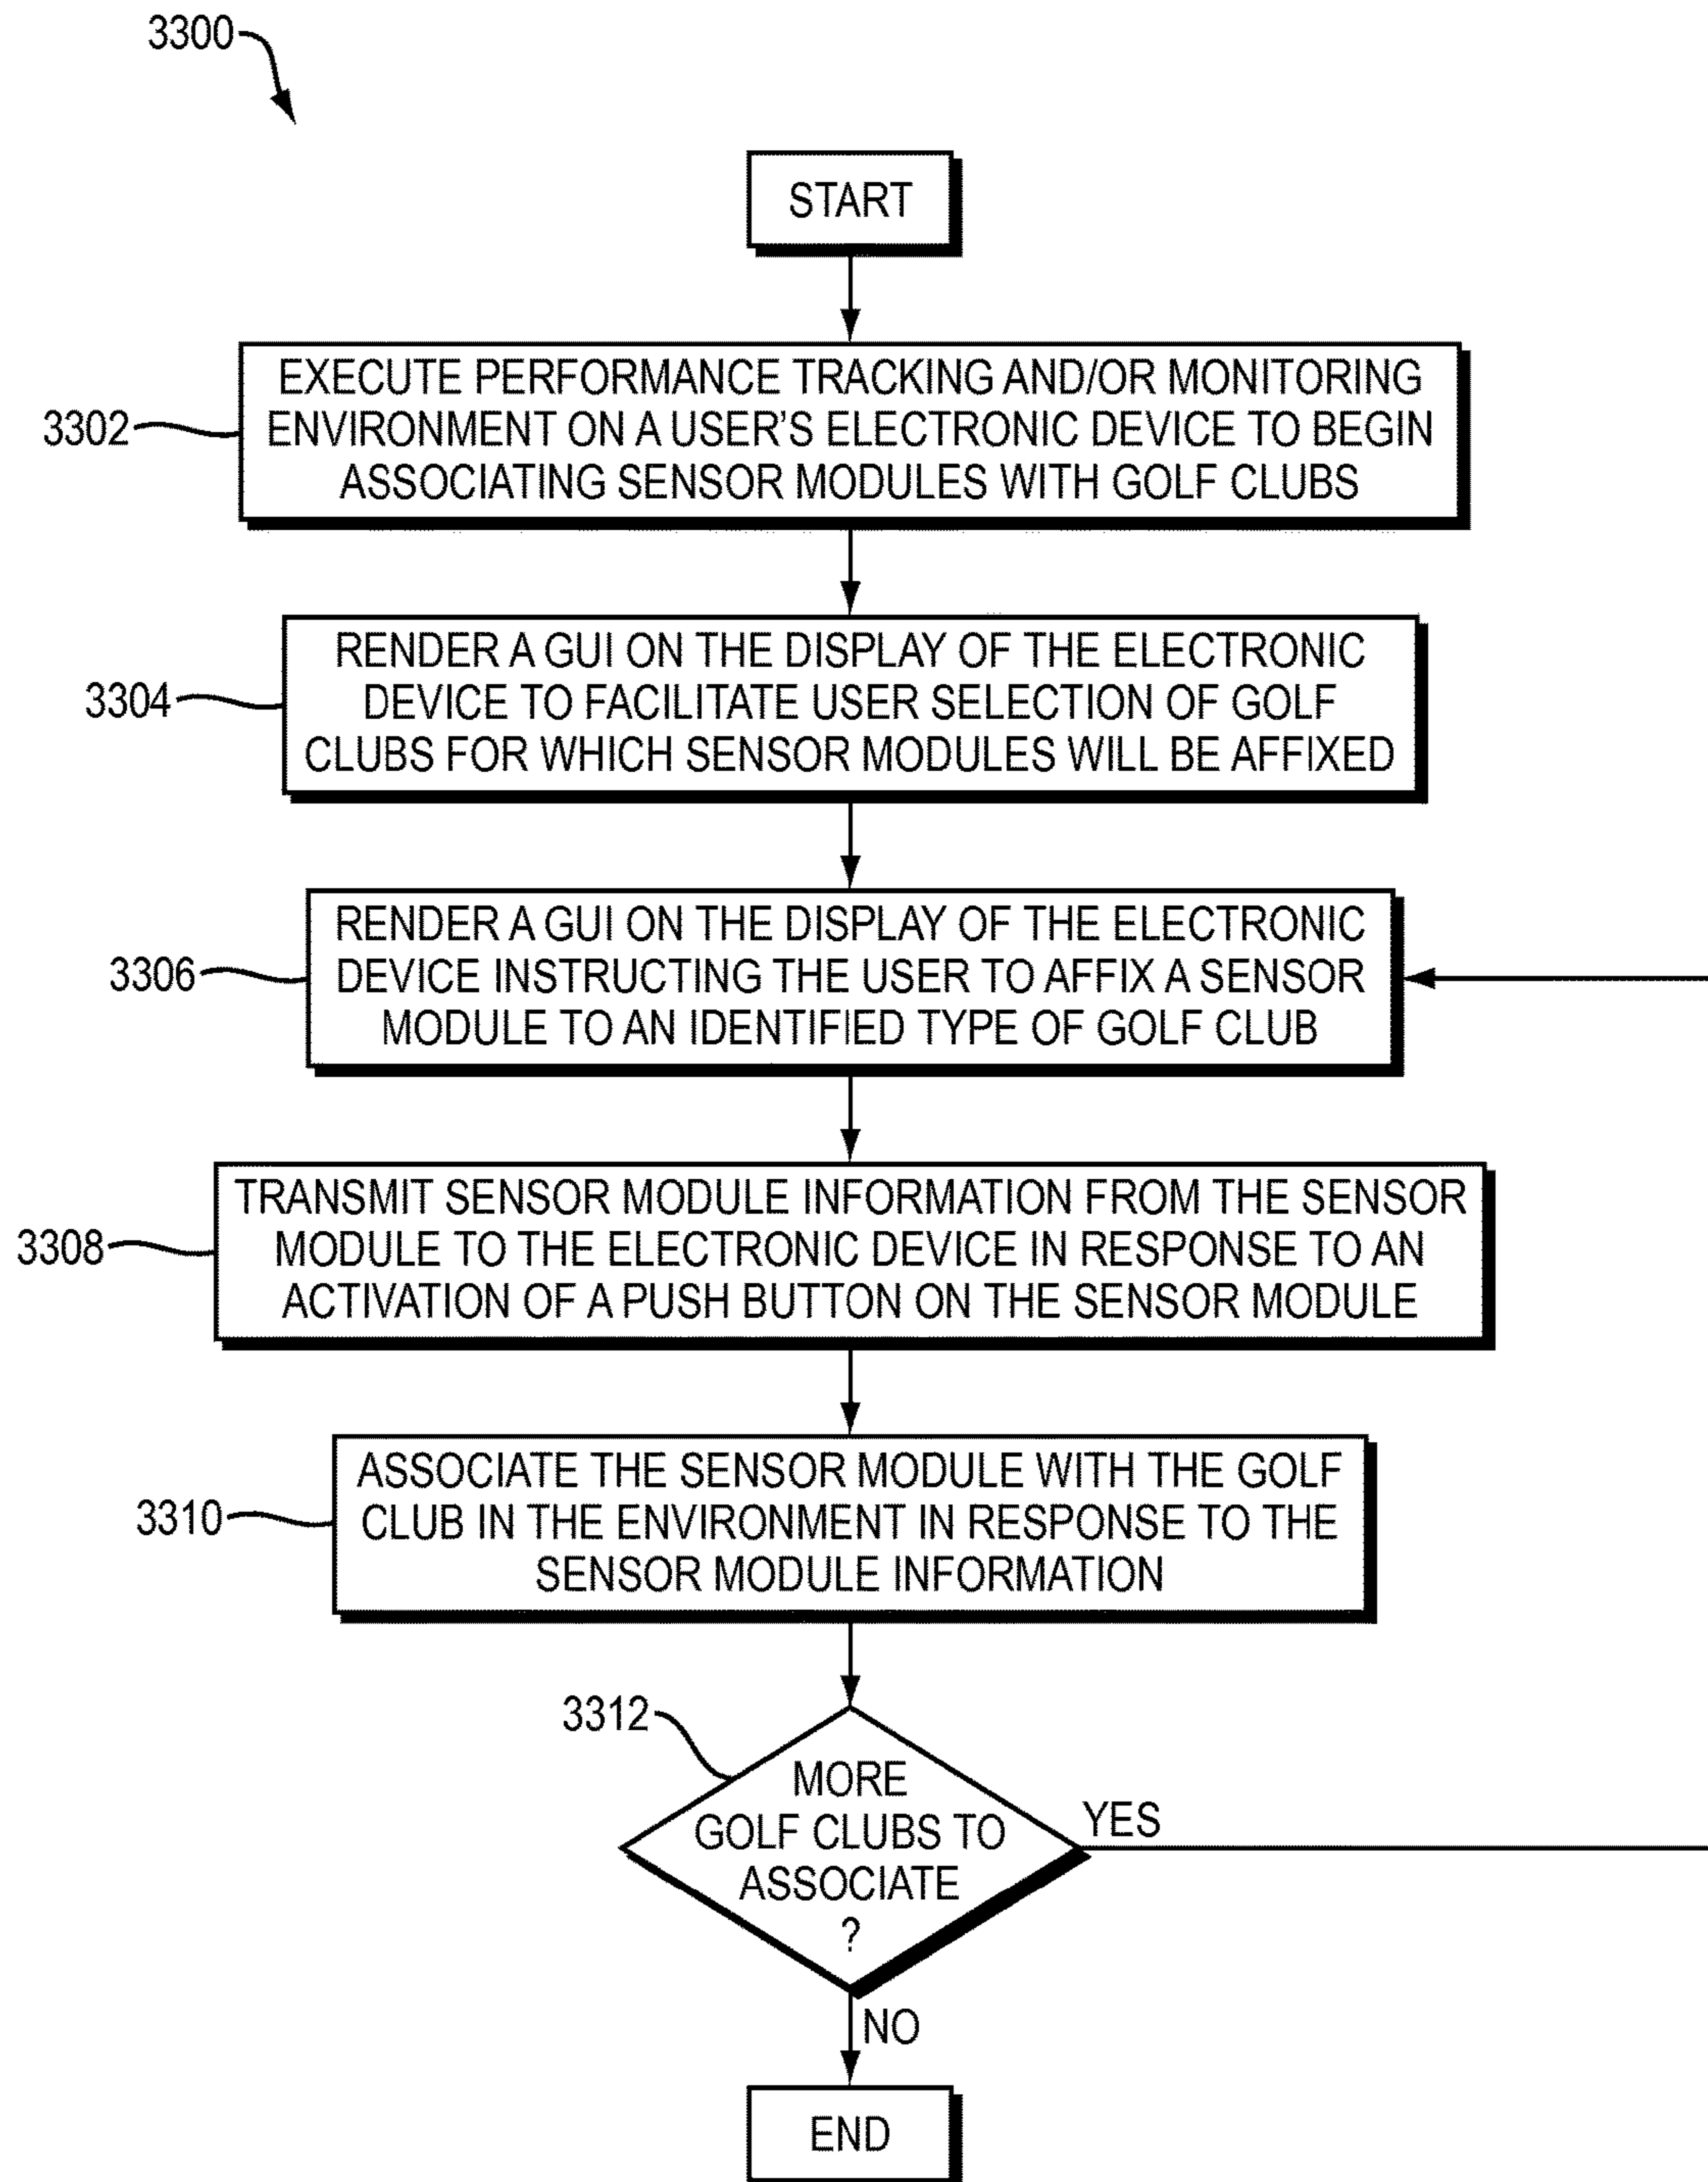 3300
START
3302
EXECUTE PERFORMANCE TRACKING AND/OR MONITORING
ENVIRONMENT ON A USER'S ELECTRONIC DEVICE TO BEGIN
ASSOCIATING SENSOR MODULES WITH GOLF CLUBS
3304
RENDER A GUI ON THE DISPLAY OF THE ELECTRONIC
DEVICE TO FACILITATE USER SELECTION OF GOLF
CLUBS FOR WHICH SENSOR MODULES WILL BE AFFIXED
3306
RENDER A GUI ON THE DISPLAY OF THE ELECTRONIC
DEVICE INSTRUCTING THE USER TO AFFIX A SENSOR
MODULE TO AN IDENTIFIED TYPE OF GOLF CLUB
3308
TRANSMIT SENSOR MODULE INFORMATION FROM THE SENSOR
MODULE TO THE ELECTRONIC DEVICE IN RESPONSE TO AN
ACTIVATION OF A PUSH BUTTON ON THE SENSOR MODULE
3310
ASSOCIATE THE SENSOR MODULE WITH THE GOLF
CLUB IN THE ENVIRONMENT IN RESPONSE TO THE
SENSOR MODULE INFORMATION
3312
MORE
GOLF CLUBS TO
ASSOCIATE
?
YES
NO
END